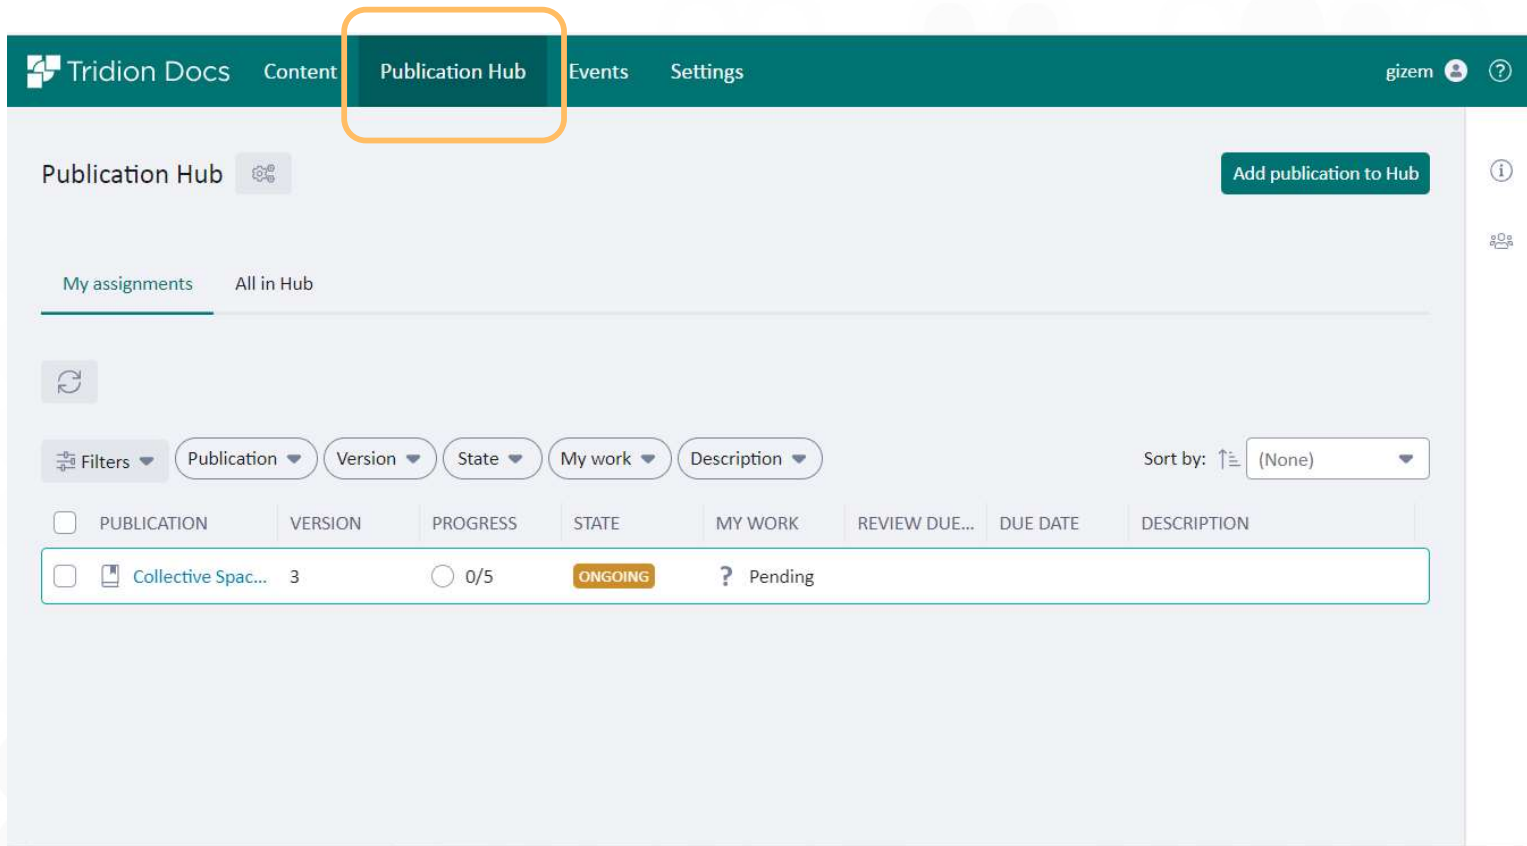 Tridion Docs Content Publication Hub Events Settings gizem
Publication Hub Add publication to Hub
My assignments All in Hub
Filters Publication Version State My work Description Sort by: (None)
PUBLICATION VERSION PROGRESS STATE MY WORK REVIEW DUE... DUE DATE DESCRIPTION
Collective Spac... 3 0/5 ONGOING ? Pending